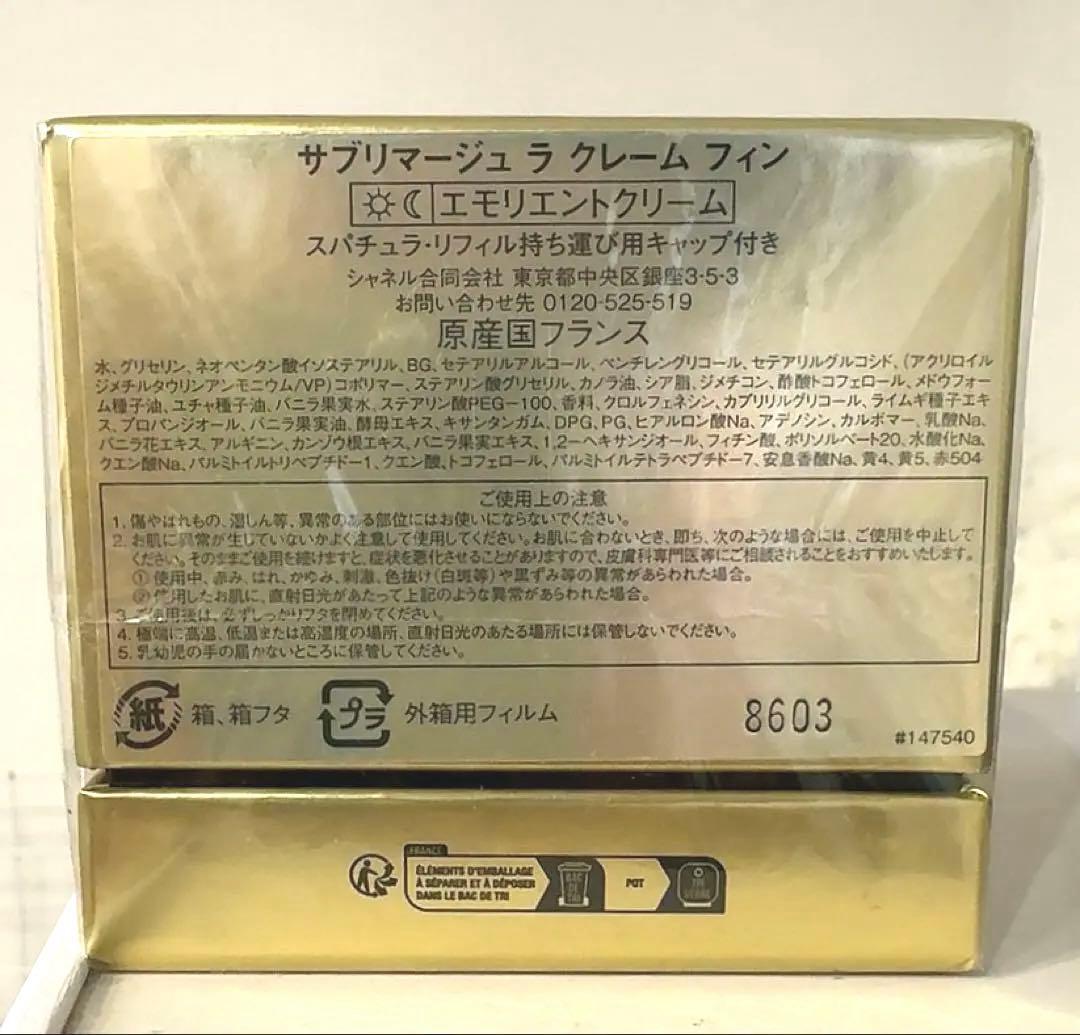 サブリマージュ ラ クレーム フィン
エモリエントクリーム
スパチュラ・リフィル持ち運び用キャップ付き
シャネル合同会社 東京都中央区銀座3-5-3
お問い合わせ先 0120-525-519
原産国フランス
水、グリセリン、ネオペンタン酸イソステアリル、BG、セテアリルアルコール、ペンチレングリコール、セテアリルグルコシド、(アクリロイル
ジメチルタウリンアンモニウム/VP)コポリマー、ステアリン酸グリセリル、カノラ油、シア脂、ジメチコン、酢酸トコフェロール、メドウフォー
ム種子油、ユチャ種子油、バニラ果実水、ステアリン酸PEG-100、香料、クロルフェネシン、カプリリルグリコール、ライムギ種子エキ
ス、プロパンジオール、バニラ果実油、酵母エキス、キサンタンガム、DPG、PG、ヒアルロン酸Na、アデノシン、カルボマー、乳酸Na、
バニラ花エキス、アルギニン、カンゾウ根エキス、バニラ果実エキス、1,2-ヘキサンジオール、フィチン酸、ポリソルベート20、水酸化Na、
クエン酸Na、パルミトイルトリペプチド-1、クエン酸、トコフェロール、パルミトイルテトラペプチド-7、安息香酸Na、黄4、黄5、赤504
ご使用上の注意
1. 傷やはれもの、湿しん等、異常のある部位にはお使いにならないでください。
2. お肌に異常が生じていないかよく注意して使用してください。お肌に合わないとき、即ち、次のような場合には、ご使用を中止して
ください。そのままご使用を続けますと、症状を悪化させることがありますので、皮膚科専門医等にご相談されることをおすすめいたします。
① 使用中、赤み、はれ、かゆみ、刺激、色抜け(白斑等)や黒ずみ等の異常があらわれた場合。
② 使用したお肌に、直射日光があたって上記のような異常があらわれた場合。
3. ご使用後は、必ずしっかりフタを閉めてください。
4. 極端に高温、低温または高湿度の場所、直射日光のあたる場所には保管しないでください。
5. 乳幼児の手の届かないところに保管してください。
紙 箱、箱フタ プラ 外箱用フィルム 8603
#147540
FRANCE
ÉLÉMENTS D'EMBALLAGE
À SÉPARER ET À DÉPOSER
DANS LE BAC DE TRI
BAC
DE
TRI
POT